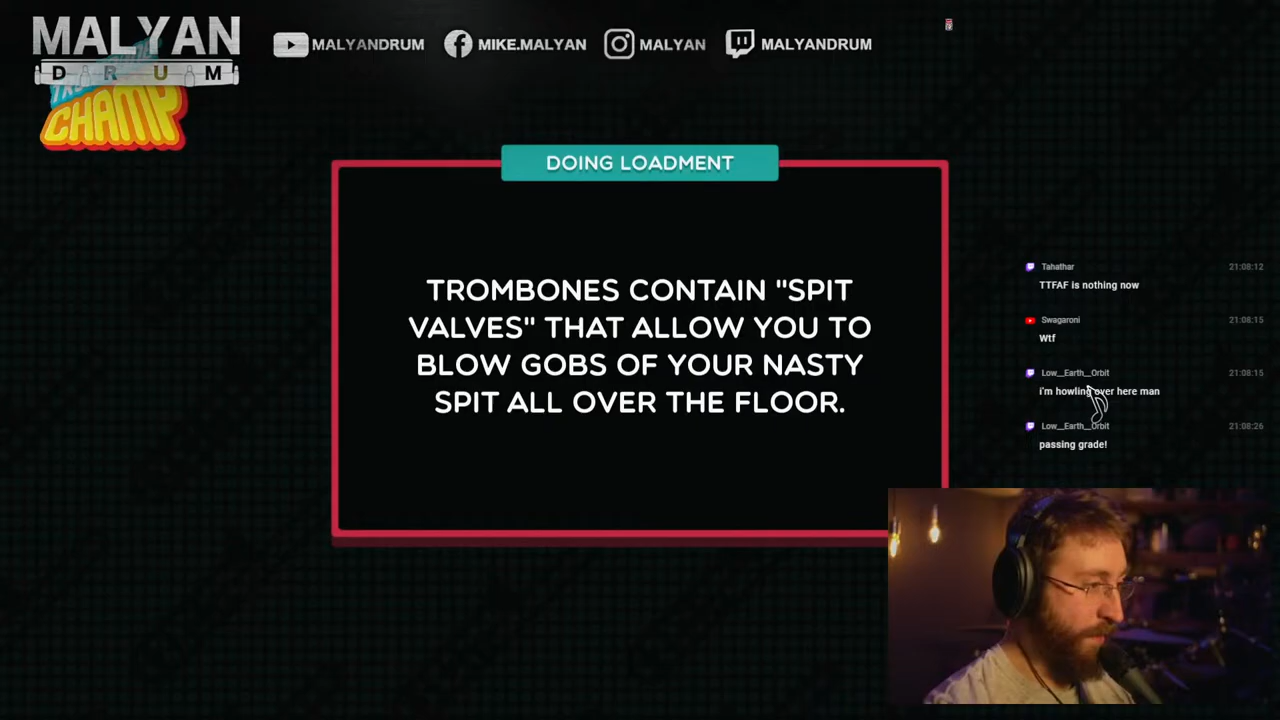 MALYAN
DRUM
CHAMP
MALYANDRUM
MIKE.MALYAN
MALYAN
MALYANDRUM
DOING LOADMENT
TROMBONES CONTAIN "SPIT
VALVES" THAT ALLOW YOU TO
BLOW GOBS OF YOUR NASTY
SPIT ALL OVER THE FLOOR.
Tahathar 21:08:12
TTFAF is nothing now
Swagaroni 21:08:15
Wtf
Low__Earth__Orbit 21:08:15
i'm howling over here man
Low__Earth__Orbit 21:08:26
passing grade!